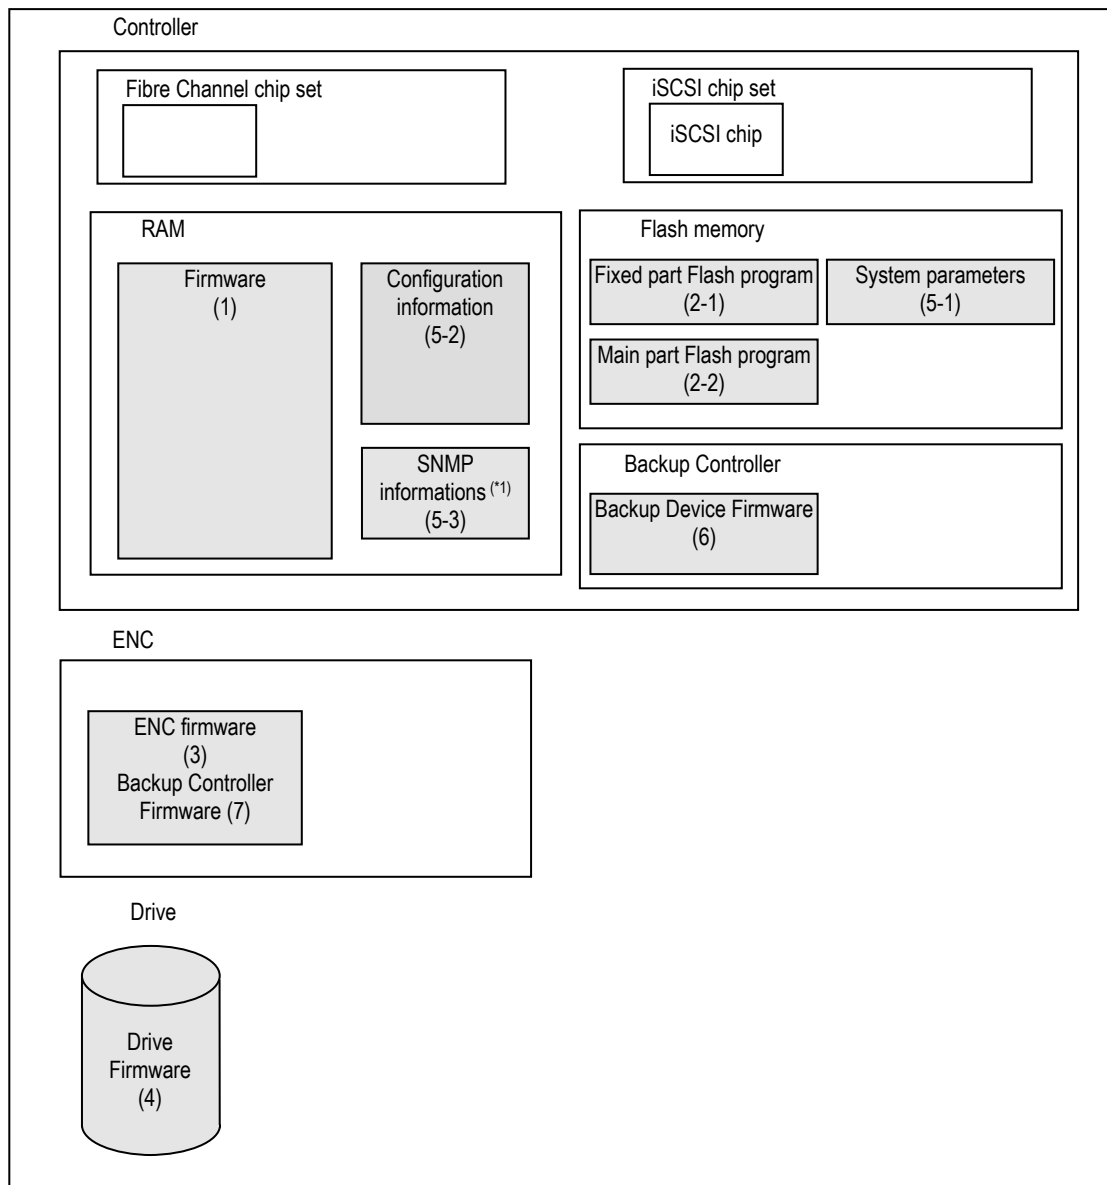 Controller
Fibre Channel chip set
iSCSI chip set
iSCSI chip
RAM
Firmware
(1)
Configuration
information
(5-2)
SNMP
informations (*1)
(5-3)
Flash memory
Fixed part Flash program
(2-1)
System parameters
(5-1)
Main part Flash program
(2-2)
Backup Controller
Backup Device Firmware
(6)
ENC
ENC firmware
(3)
Backup Controller
Firmware (7)
Drive
Drive
Firmware
(4)